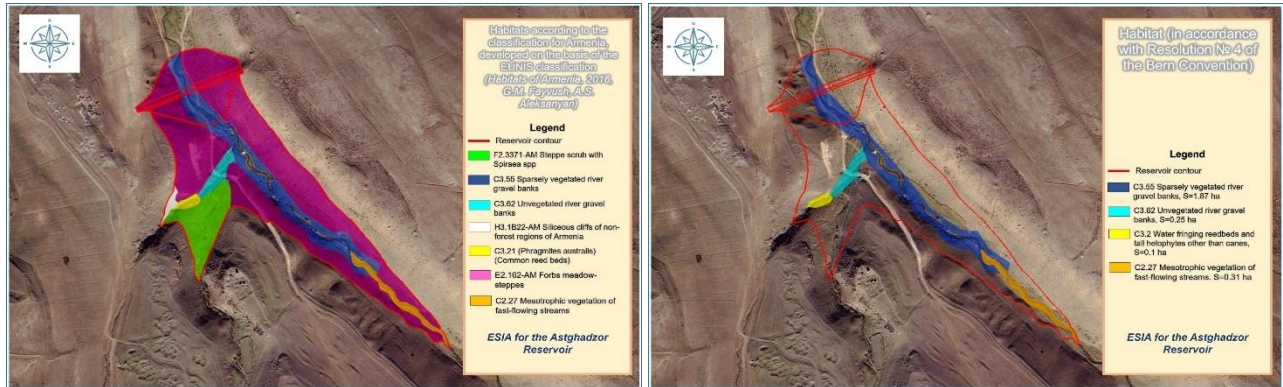 Habitats according to the
classification for Armenia,
developed on the basis of the
EUNIS classification
(Habitats of Armenia, 2016,
G.M. Fayvush, A.S.
Aleksanyan)
Legend
Reservoir contour
F2.3371-AM Steppe scrub with
Spiraea spp
C3.55 Sparsely vegetated river
gravel banks
C3.62 Unvegetated river gravel
banks
H3.1B22-AM Siliceous cliffs of non-
forest regions of Armenia
C3.21 (Phragmites australis)
(Common reed beds)
E2.162-AM Forbs meadow-
steppes
C2.27 Mesotrophic vegetation of
fast-flowing streams
ESIA for the Astghadzor
Reservoir
N
W
E
S
Habitat (in accordance
with Resolution № 4 of
the Bern Convention)
Legend
Reservoir contour
C3.55 Sparsely vegetated river
gravel banks, S=1.87 ha
C3.62 Unvegetated river gravel
banks, S=0.25 ha
C3.2 Water fringing reedbeds and
tall helophytes other than canes,
S=0.1 ha
C2.27 Mesotrophic vegetation of
fast-flowing streams. S=0.31 ha
ESIA for the Astghadzor
Reservoir
N
W
E
S